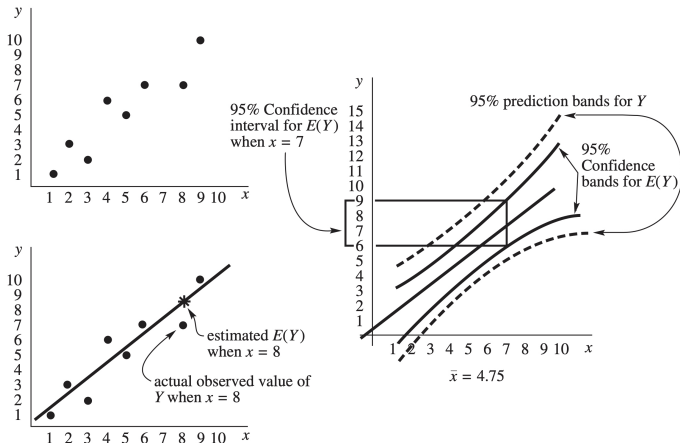 y
10
9
8
7
6
5
4
3
2
1
1 2 3 4 5 6 7 8 9 10 x
y
10
9
8
7
6
5
4
3
2
1
1 2 3 4 5 6 7 8 9 10 x
estimated E(Y)
when x = 8
actual observed value of
Y when x = 8
95% Confidence
interval for E(Y)
when x = 7
y
15
14
13
12
11
10
9
8
7
6
5
4
3
2
1
1 2 3 4 5 6 7 8 9 10 x
x̄ = 4.75
95% prediction bands for Y
95%
Confidence
bands for E(Y)